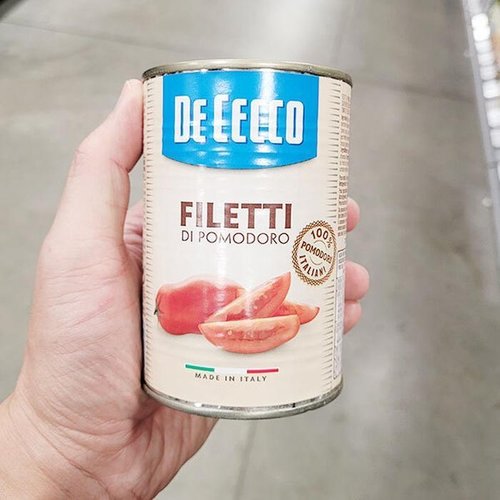 DE CECCO
FILETTI
DI POMODORO
100%
POMODORI
ITALIANI
MADE IN ITALY